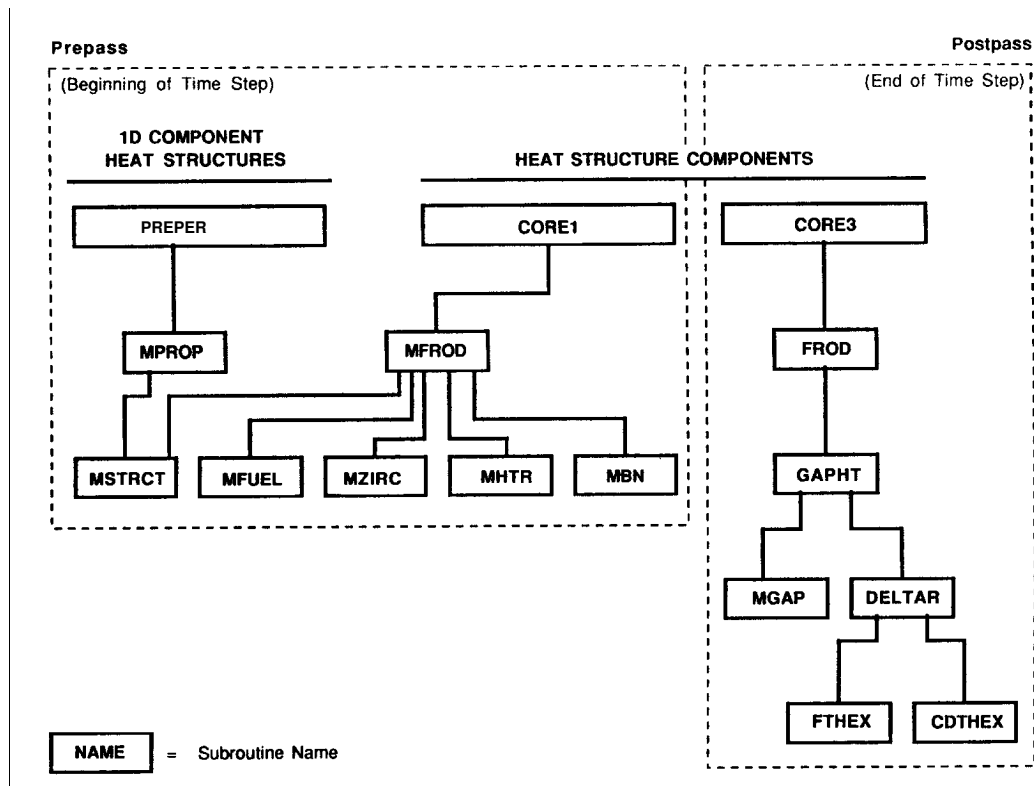 Prepass
Postpass
(Beginning of Time Step)
(End of Time Step)
1D COMPONENT
HEAT STRUCTURES
HEAT STRUCTURE COMPONENTS
PREPER
CORE1
CORE3
MPROP
MFROD
FROD
MSTRCT
MFUEL
MZIRC
MHTR
MBN
GAPHT
MGAP
DELTAR
FTHEX
CDTHEX
NAME = Subroutine Name